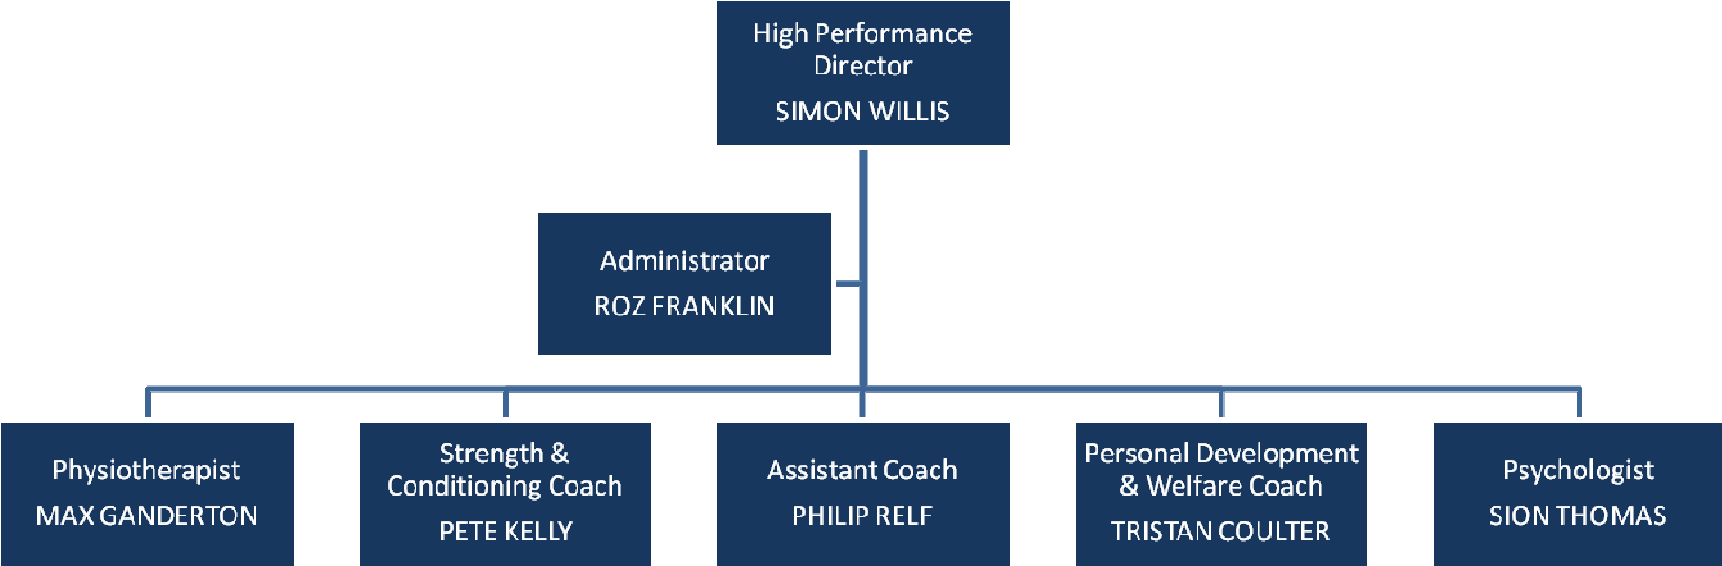 High Performance
Director
SIMON WILLIS
Administrator
ROZ FRANKLIN
Physiotherapist
MAX GANDERTON
Strength &
Conditioning Coach
PETE KELLY
Assistant Coach
PHILIP RELF
Personal Development
& Welfare Coach
TRISTAN COULTER
Psychologist
SION THOMAS